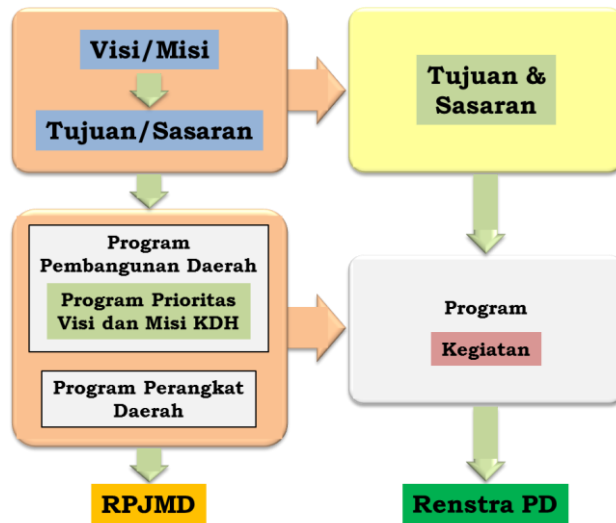 Visi/Misi
Tujuan/Sasaran
Tujuan &
Sasaran
Program
Pembangunan Daerah
Program Prioritas
Visi dan Misi KDH
Program Perangkat
Daerah
Program
Kegiatan
RPJMD
Renstra PD